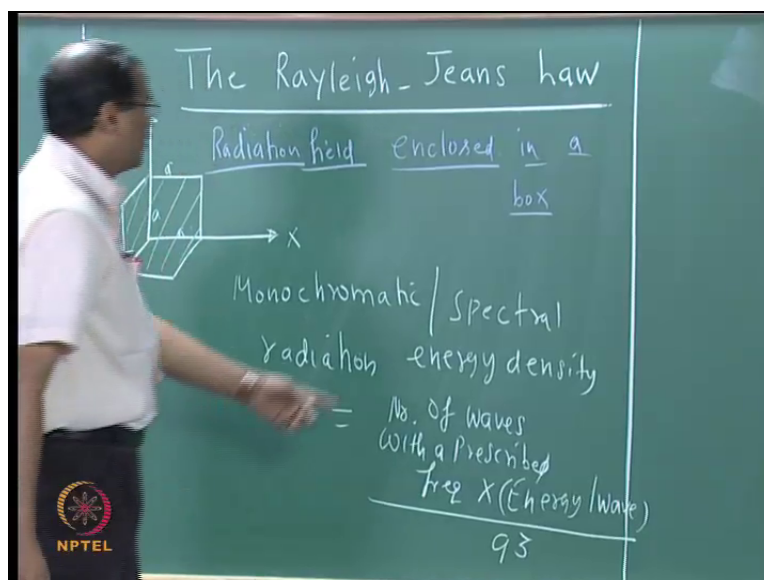 The Rayleigh-Jeans Law
Radiation field enclosed in a
box
a
a
a
X
Monochromatic/Spectral
radiation energy density
= No. Of waves
With a Prescribed
freq X (Energy/Wave)
a3
NPTEL